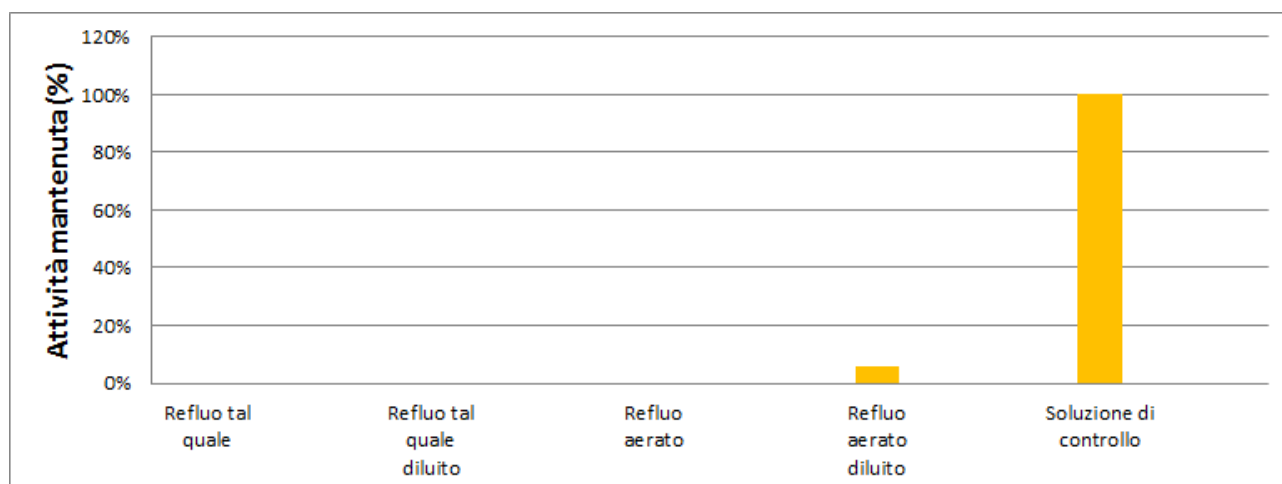 120%
100%
80%
60%
40%
20%
0%
Attività mantenuta (%)
Refluo tal
quale
Refluo tal
quale
diluito
Refluo
aerato
Refluo
aerato
diluito
Soluzione di
controllo